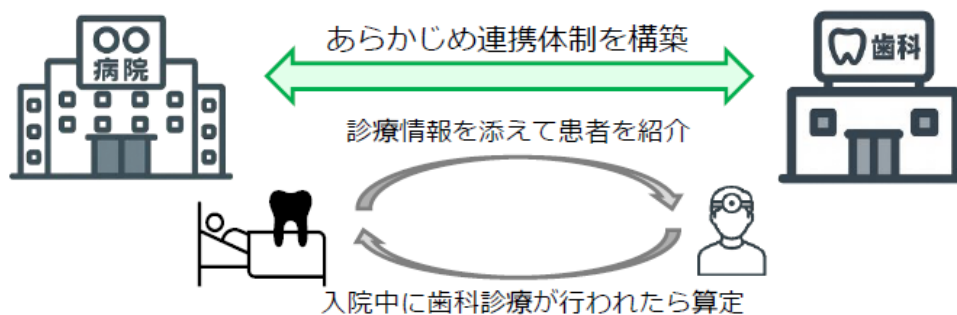 〇〇
病院
あらかじめ連携体制を構築
歯科
診療情報を添えて患者を紹介
入院中に歯科診療が行われたら算定